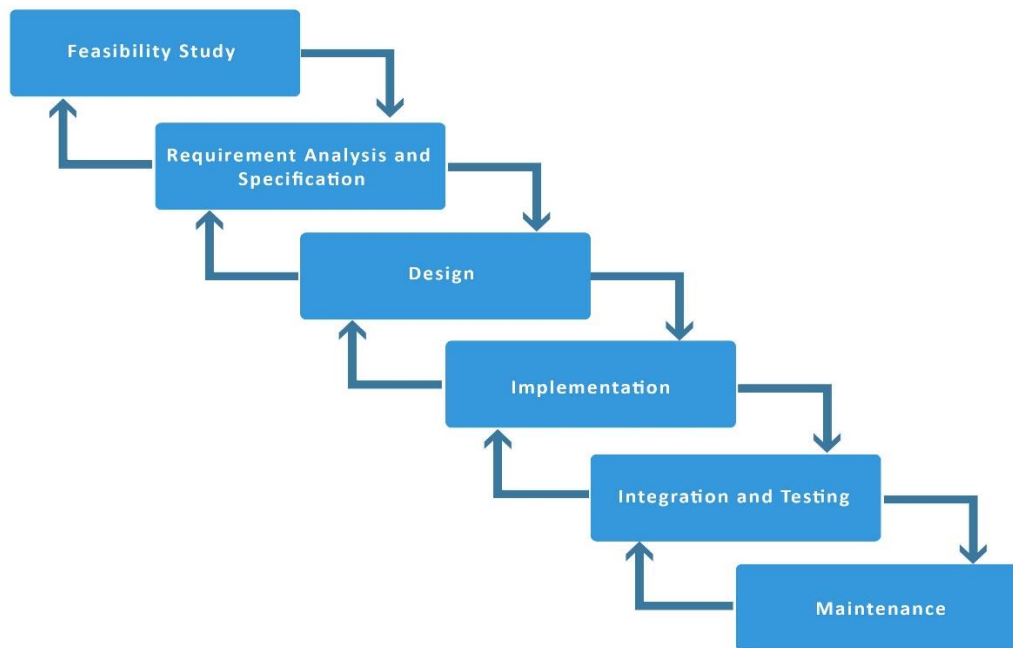 Feasibility Study
Requirement Analysis and
Specification
Design
Implementation
Integration and Testing
Maintenance